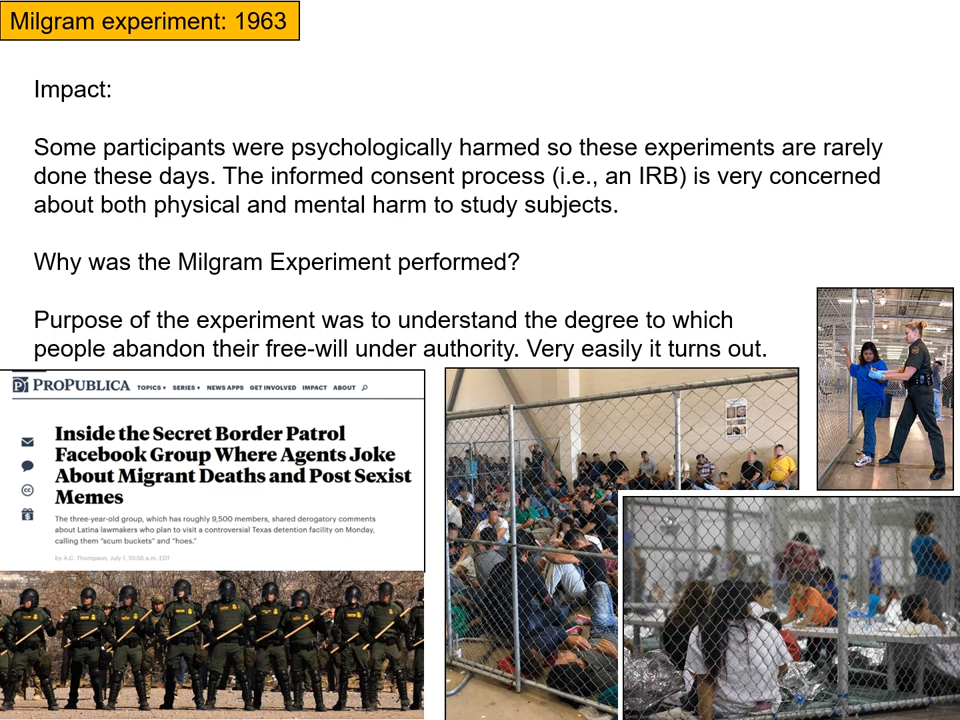 Milgram experiment: 1963
Impact:
Some participants were psychologically harmed so these experiments are rarely
done these days. The informed consent process (i.e., an IRB) is very concerned
about both physical and mental harm to study subjects.
Why was the Milgram Experiment performed?
Purpose of the experiment was to understand the degree to which
people abandon their free-will under authority. Very easily it turns out.
PROPUBLICA TOPICS SERIES NEWS APPS GET INVOLVED IMPACT ABOUT
Inside the Secret Border Patrol
Facebook Group Where Agents Joke
About Migrant Deaths and Post Sexist
Memes
The three-year-old group, which has roughly 9,500 members, shared derogatory comments
about Latina lawmakers who plan to visit a controversial Texas detention facility on Monday,
calling them "scum buckets" and "hoes."
by A.C. Thompson, July 1, 10:55 a.m. EDT